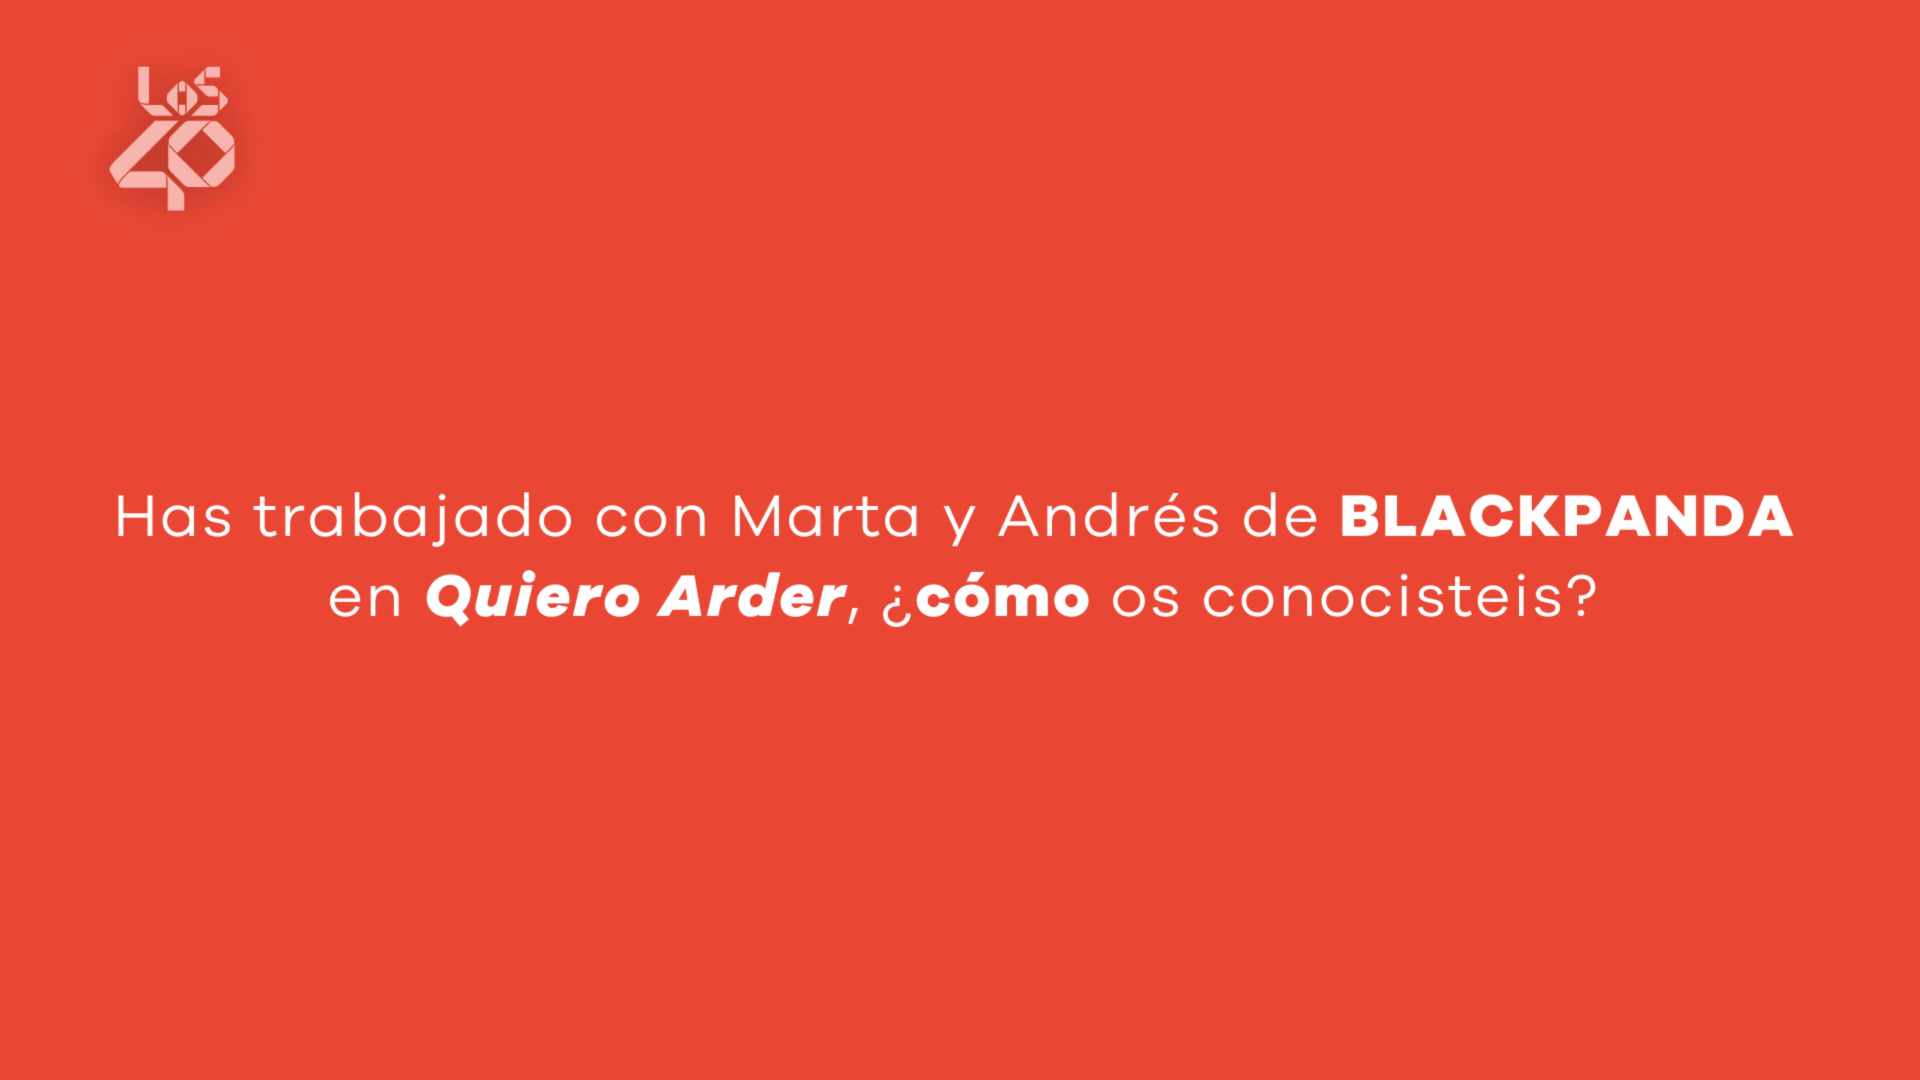 LOS
40
Has trabajado con Marta y Andrés de BLACKPANDA
en Quiero Arder, ¿cómo os conocisteis?